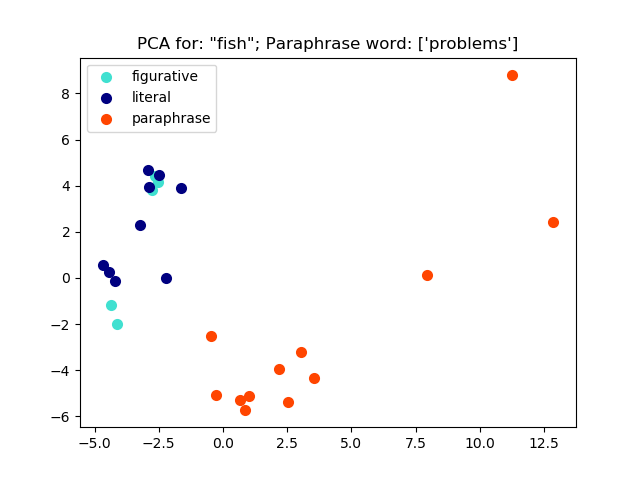 PCA for: "fish"; Paraphrase word: ['problems']
figurative
literal
paraphrase
8
6
4
2
0
−2
−4
−6
−5.0 −2.5 0.0 2.5 5.0 7.5 10.0 12.5